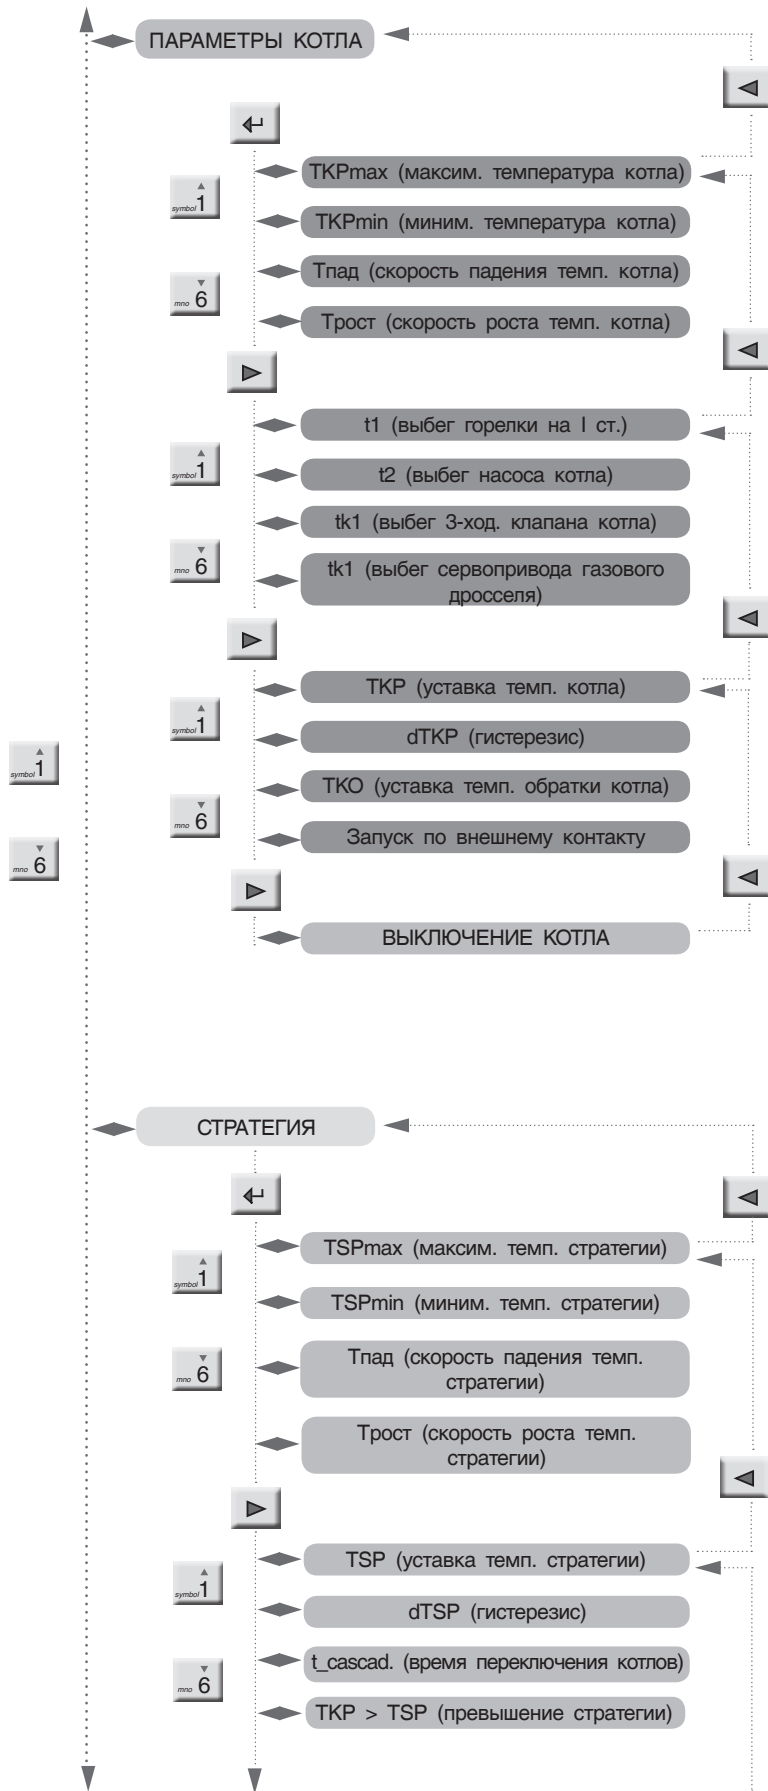 ПАРАМЕТРЫ КОТЛА
TKPmax (максим. температура котла)
symbol 1
TKPmin (миним. температура котла)
Тпад (скорость падения темп. котла)
mno 6
Трост (скорость роста темп. котла)
t1 (выбег горелки на I ст.)
symbol 1
t2 (выбег насоса котла)
tk1 (выбег 3-ход. клапана котла)
mno 6
tk1 (выбег сервопривода газового
дросселя)
TKP (уставка темп. котла)
symbol 1
dTKP (гистерезис)
symbol 1
ТКО (уставка темп. обратки котла)
mno 6
Запуск по внешнему контакту
mno 6
ВЫКЛЮЧЕНИЕ КОТЛА
СТРАТЕГИЯ
TSPmax (максим. темп. стратегии)
symbol 1
TSPmin (миним. темп. стратегии)
Тпад (скорость падения темп.
стратегии)
mno 6
Трост (скорость роста темп.
стратегии)
TSP (уставка темп. стратегии)
symbol 1
dTSP (гистерезис)
t_cascad. (время переключения котлов)
mno 6
TKP > TSP (превышение стратегии)